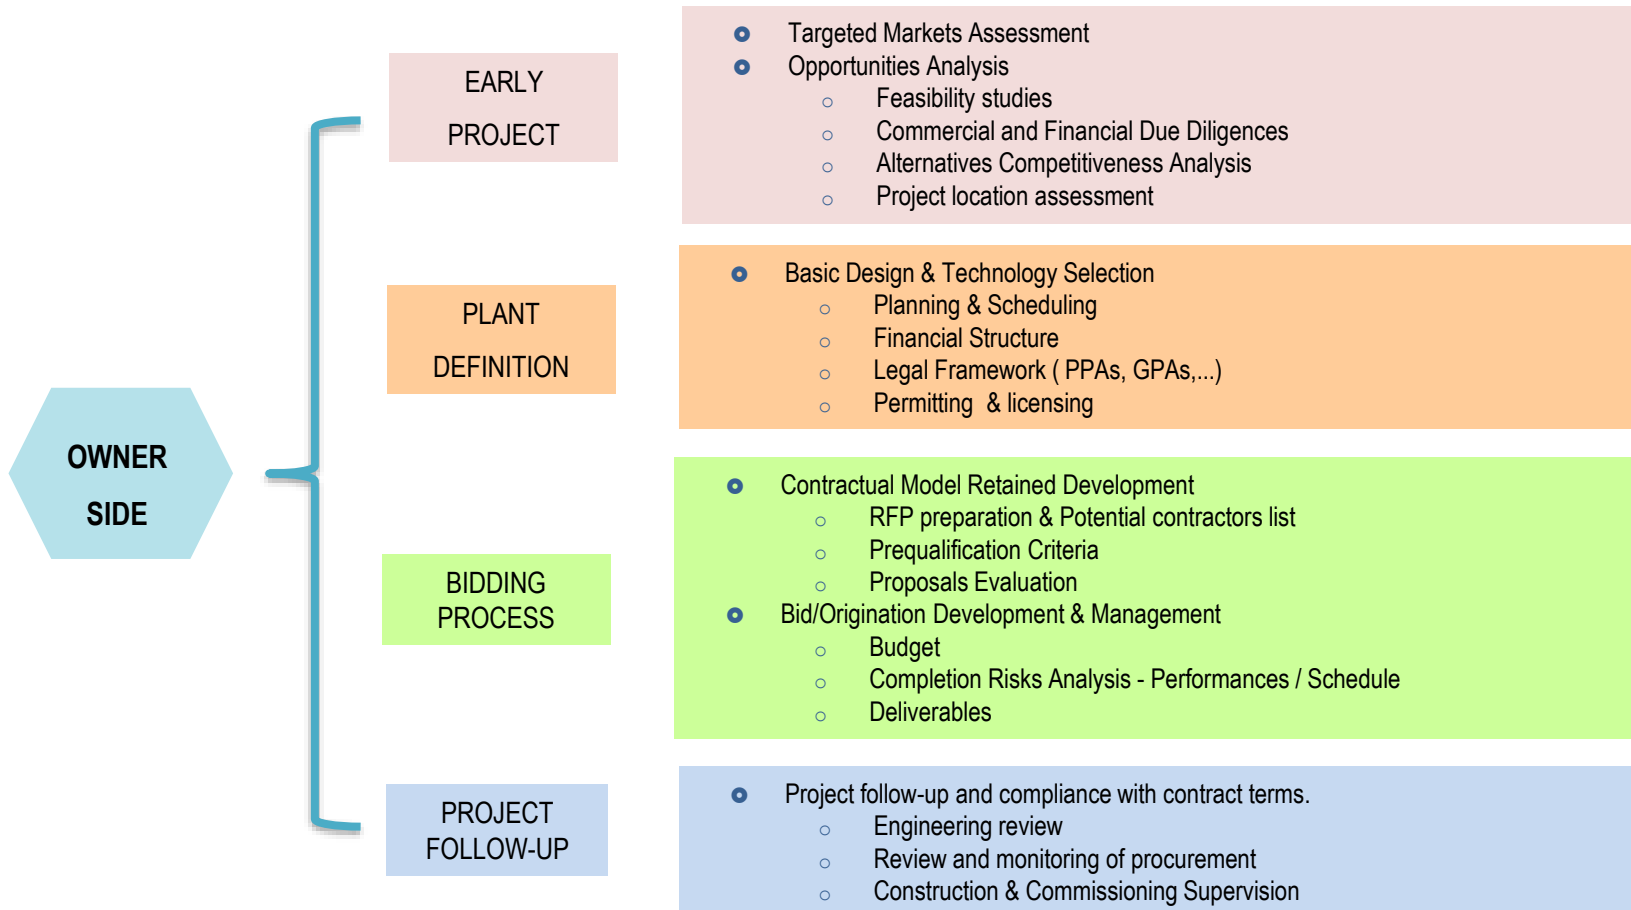 OWNER
SIDE
EARLY
PROJECT
Targeted Markets Assessment
Opportunities Analysis
Feasibility studies
Commercial and Financial Due Diligences
Alternatives Competitiveness Analysis
Project location assessment
PLANT
DEFINITION
Basic Design & Technology Selection
Planning & Scheduling
Financial Structure
Legal Framework ( PPAs, GPAs,...)
Permitting & licensing
BIDDING
PROCESS
Contractual Model Retained Development
RFP preparation & Potential contractors list
Prequalification Criteria
Proposals Evaluation
Bid/Origination Development & Management
Budget
Completion Risks Analysis - Performances / Schedule
Deliverables
PROJECT
FOLLOW-UP
Project follow-up and compliance with contract terms.
Engineering review
Review and monitoring of procurement
Construction & Commissioning Supervision